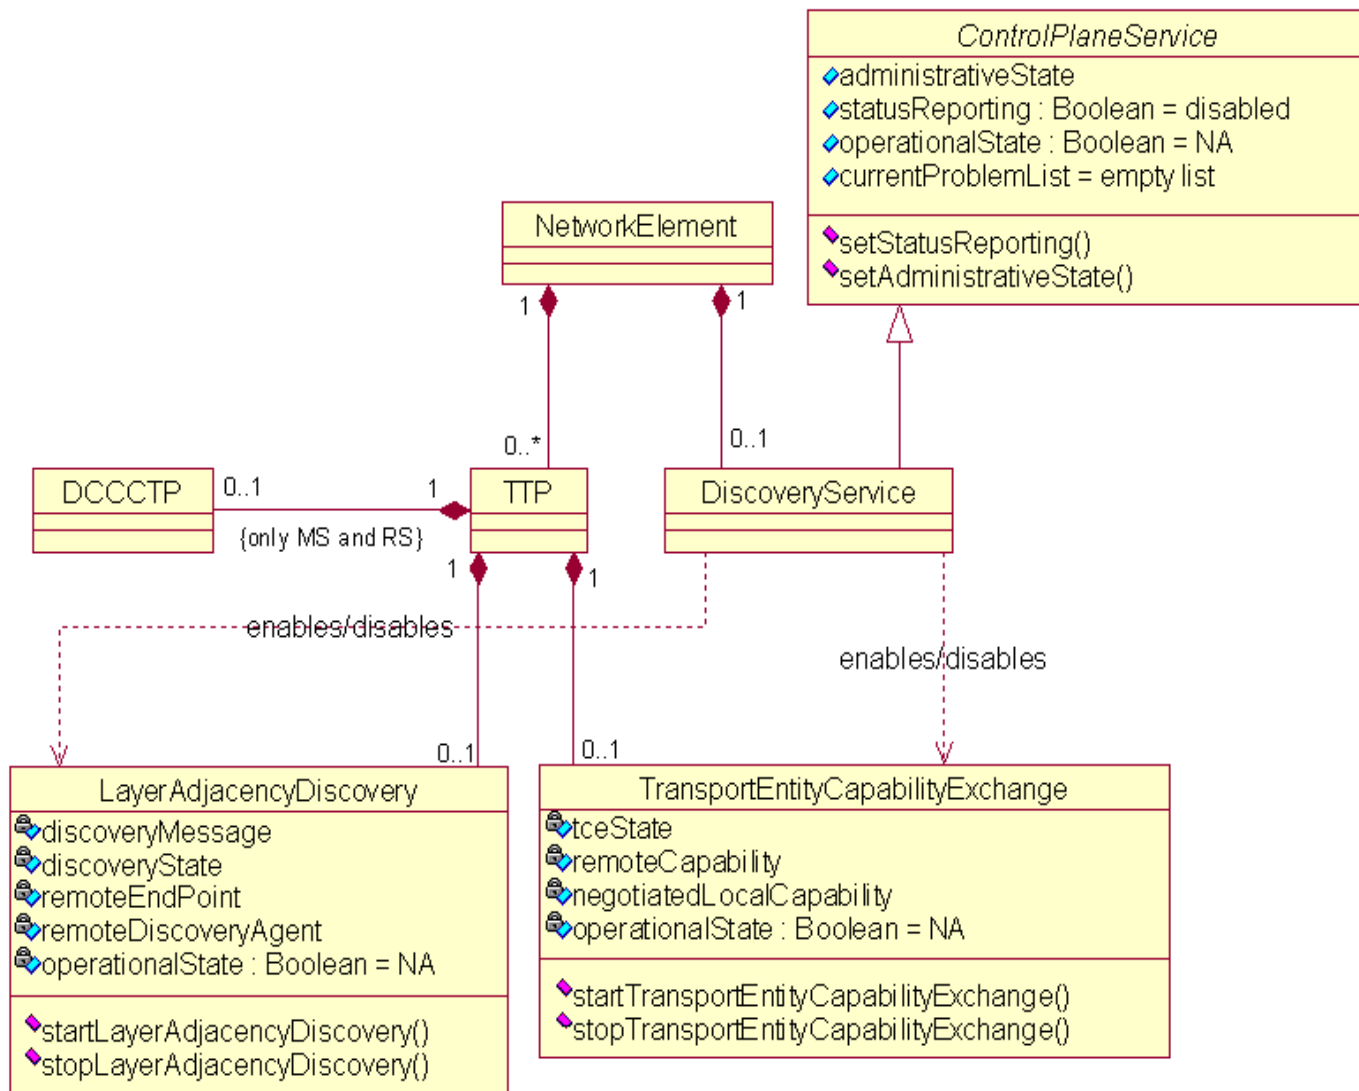 ControlPlaneService
administrativeState
statusReporting : Boolean = disabled
operationalState : Boolean = NA
currentProblemList = empty list
setStatusReporting()
setAdministrativeState()
NetworkElement
1
1
0..*
0..1
DCCCTP
0..1
1
{only MS and RS}
TTP
DiscoveryService
1
1
enables/disables
enables/disables
0..1
0..1
LayerAdjacencyDiscovery
discoveryMessage
discoveryState
remoteEndPoint
remoteDiscoveryAgent
operationalState : Boolean = NA
startLayerAdjacencyDiscovery()
stopLayerAdjacencyDiscovery()
TransportEntityCapabilityExchange
tceState
remoteCapability
negotiatedLocalCapability
operationalState : Boolean = NA
startTransportEntityCapabilityExchange()
stopTransportEntityCapabilityExchange()